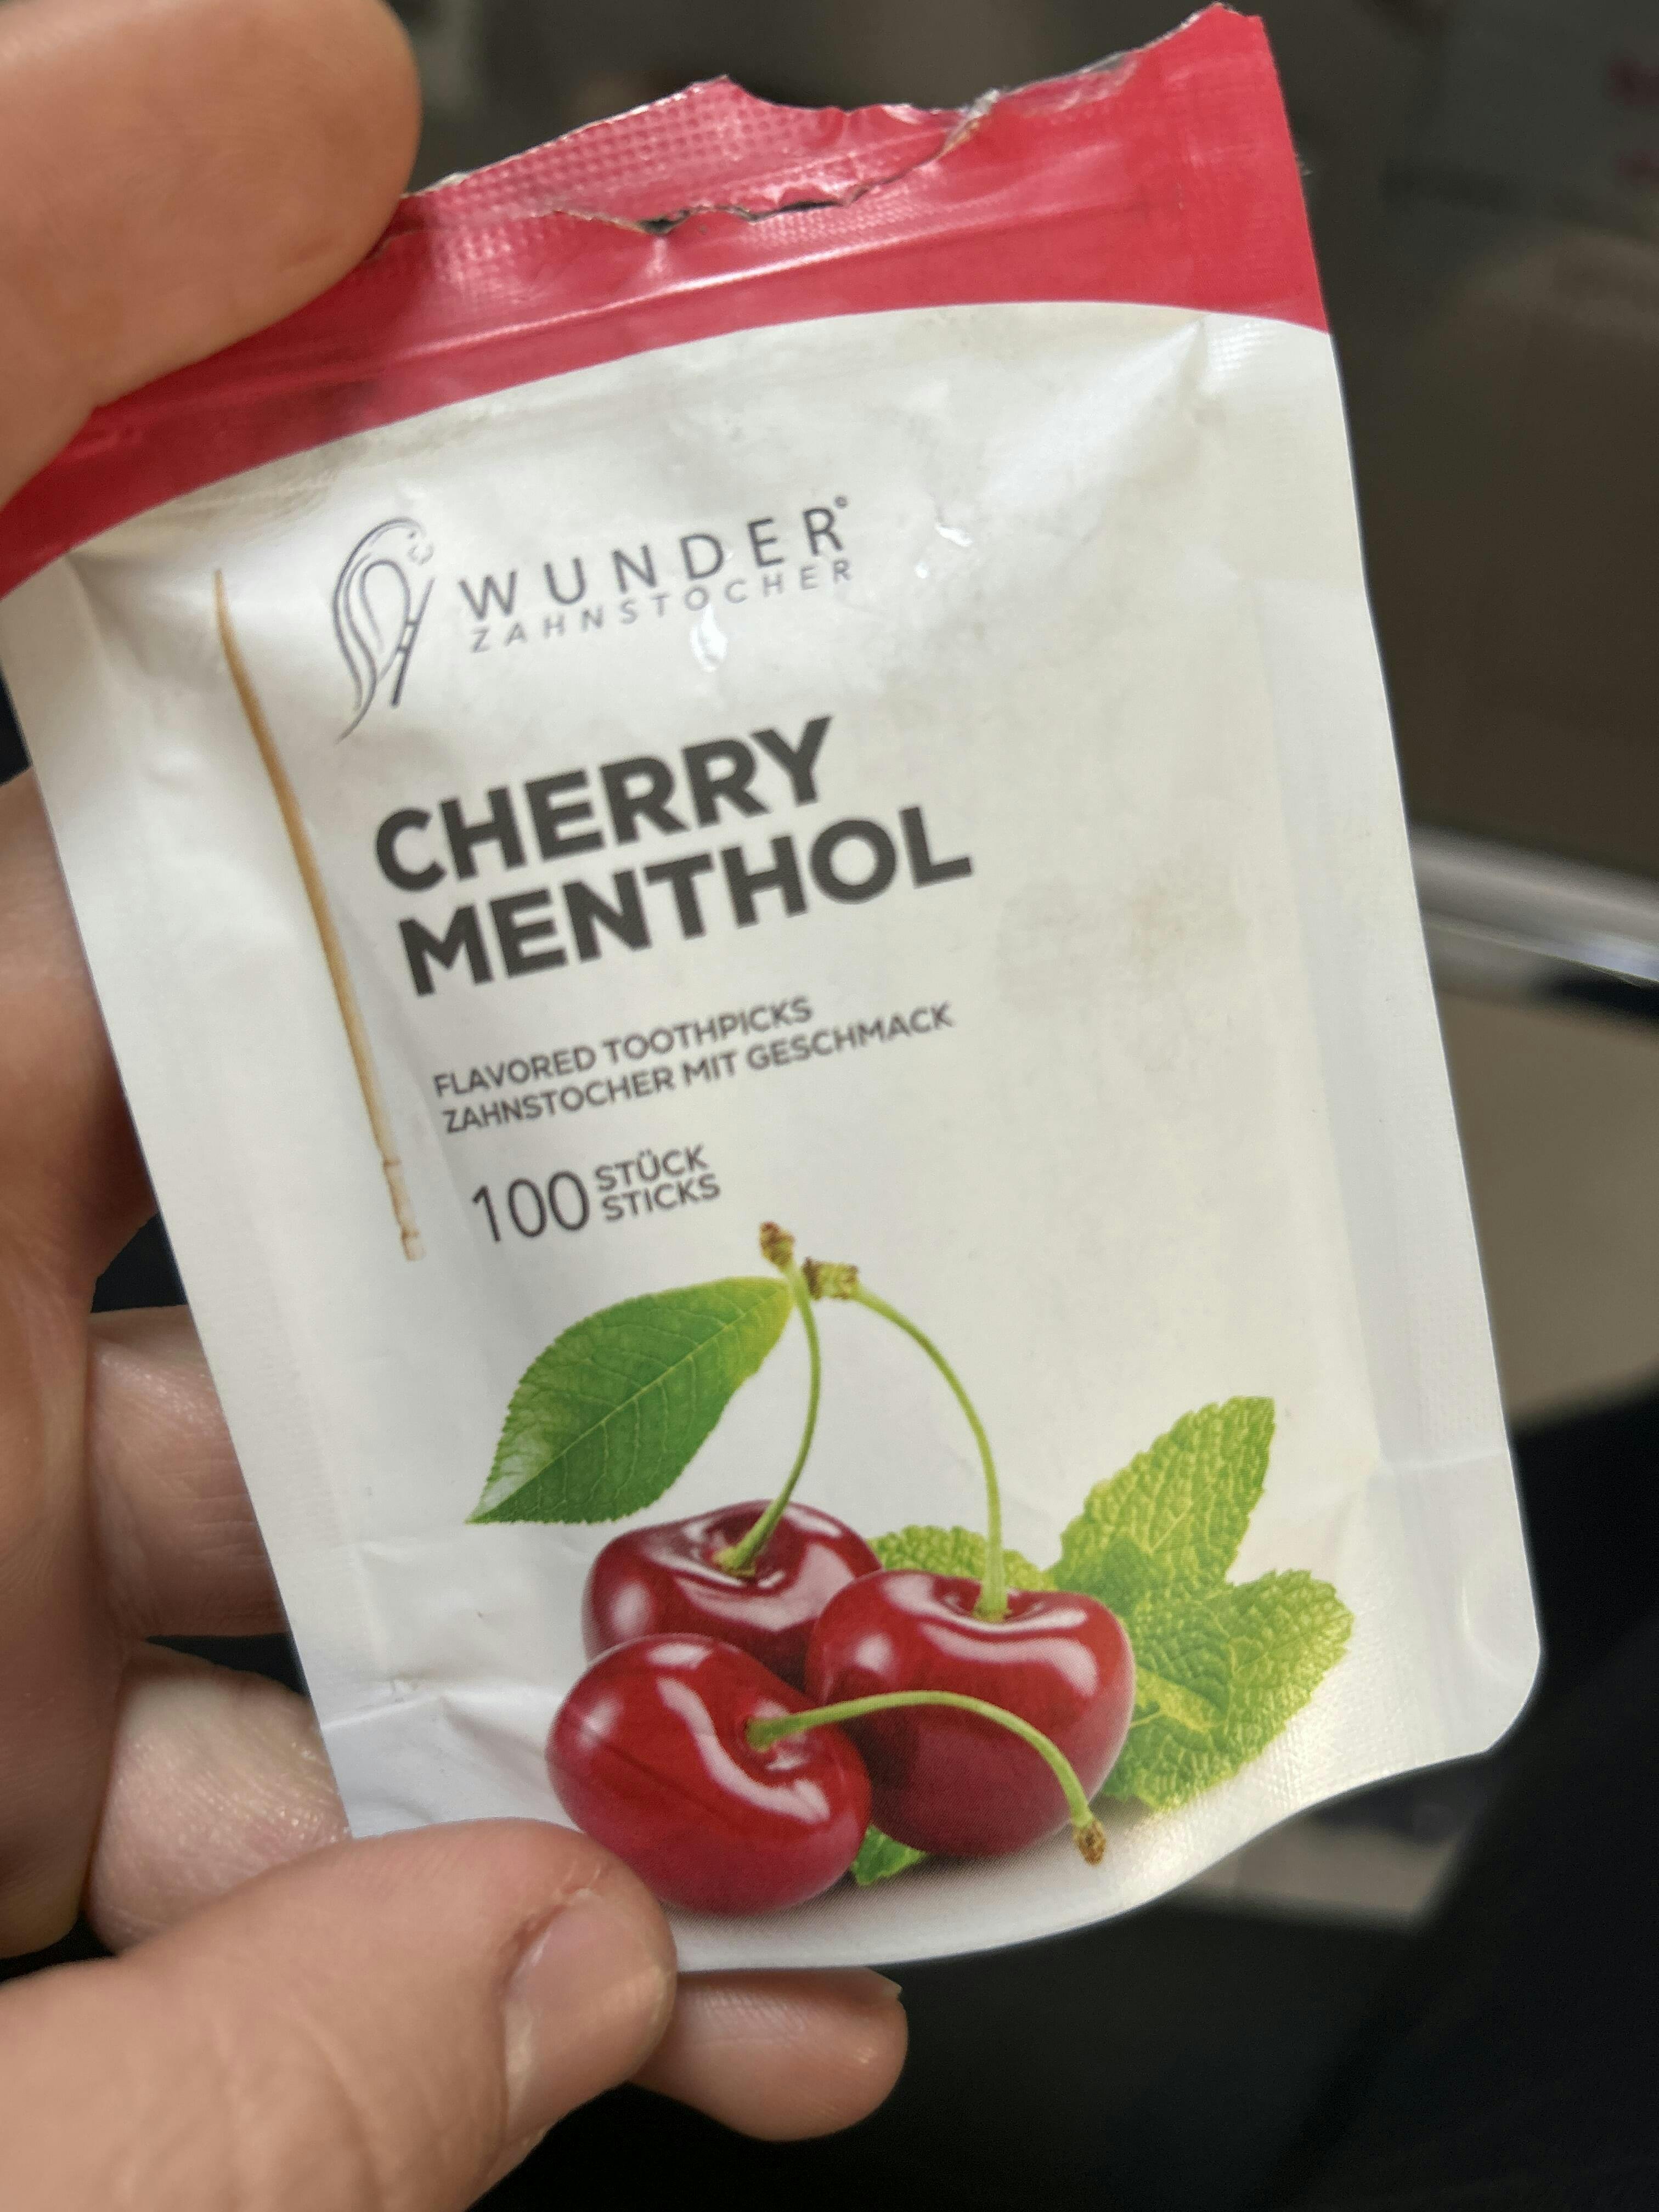 WUNDER®
ZAHNSTOCHER
CHERRY
MENTHOL
FLAVORED TOOTHPICKS
ZAHNSTOCHER MIT GESCHMACK
100 STÜCK
STICKS